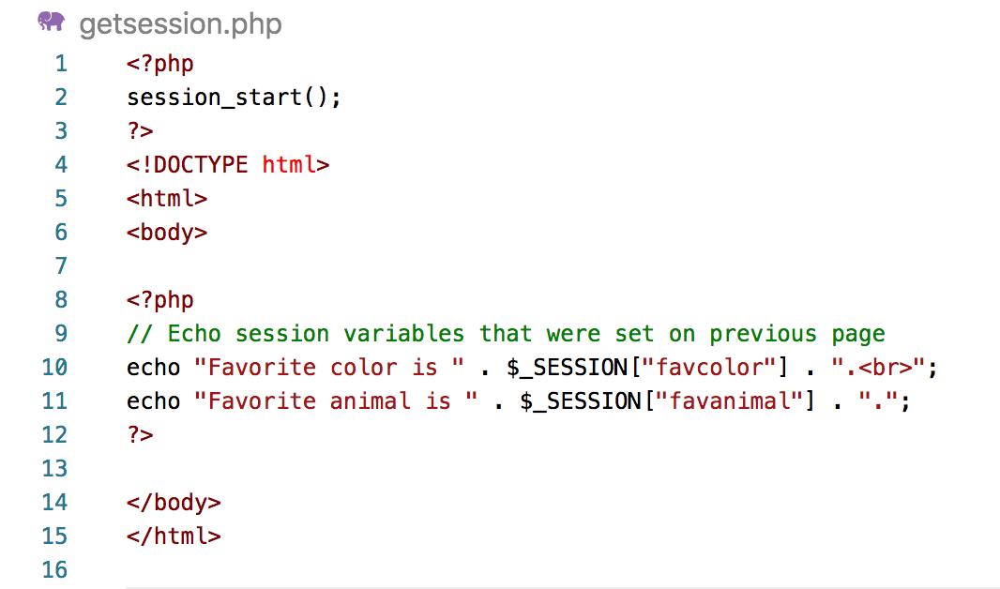 getsession.php
1 <?php
2 session_start();
3 ?>
4 <!DOCTYPE html>
5 <html>
6 <body>
7
8 <?php
9 // Echo session variables that were set on previous page
10 echo "Favorite color is " . $_SESSION["favcolor"] . ".<br>";
11 echo "Favorite animal is " . $_SESSION["favanimal"] . ".";
12 ?>
13
14 </body>
15 </html>
16